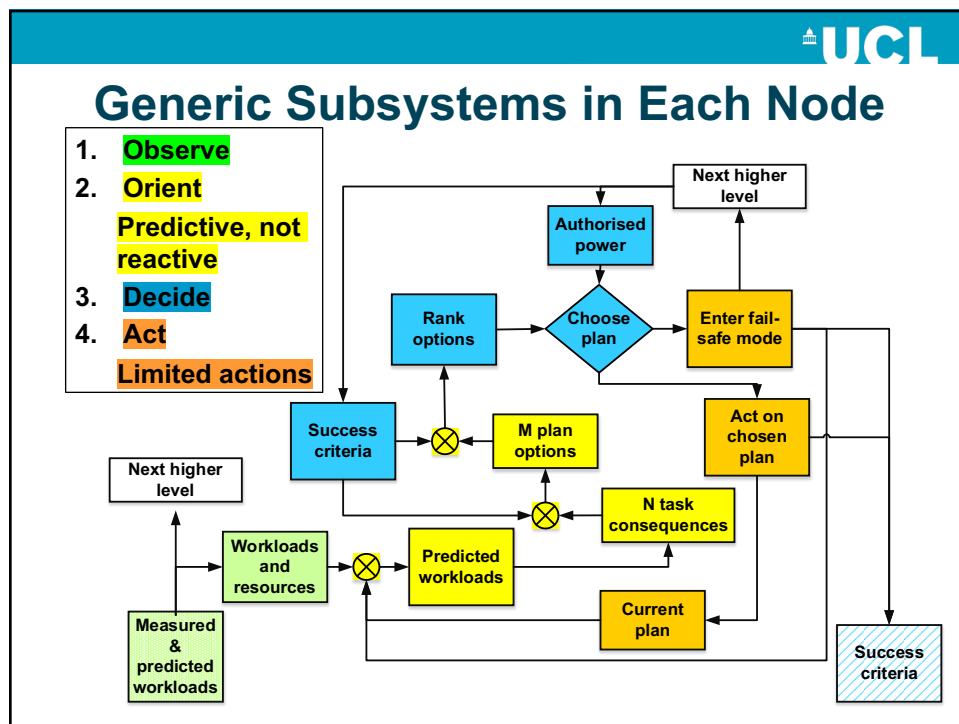 UCL
Generic Subsystems in Each Node
1. Observe
2. Orient
Predictive, not
reactive
3. Decide
4. Act
Limited actions
Next higher
level
Authorised
power
Rank
options
Choose
plan
Enter fail-
safe mode
Success
criteria
M plan
options
Act on
chosen
plan
Next higher
level
N task
consequences
Workloads
and
resources
Predicted
workloads
Current
plan
Measured
&
predicted
workloads
Success
criteria